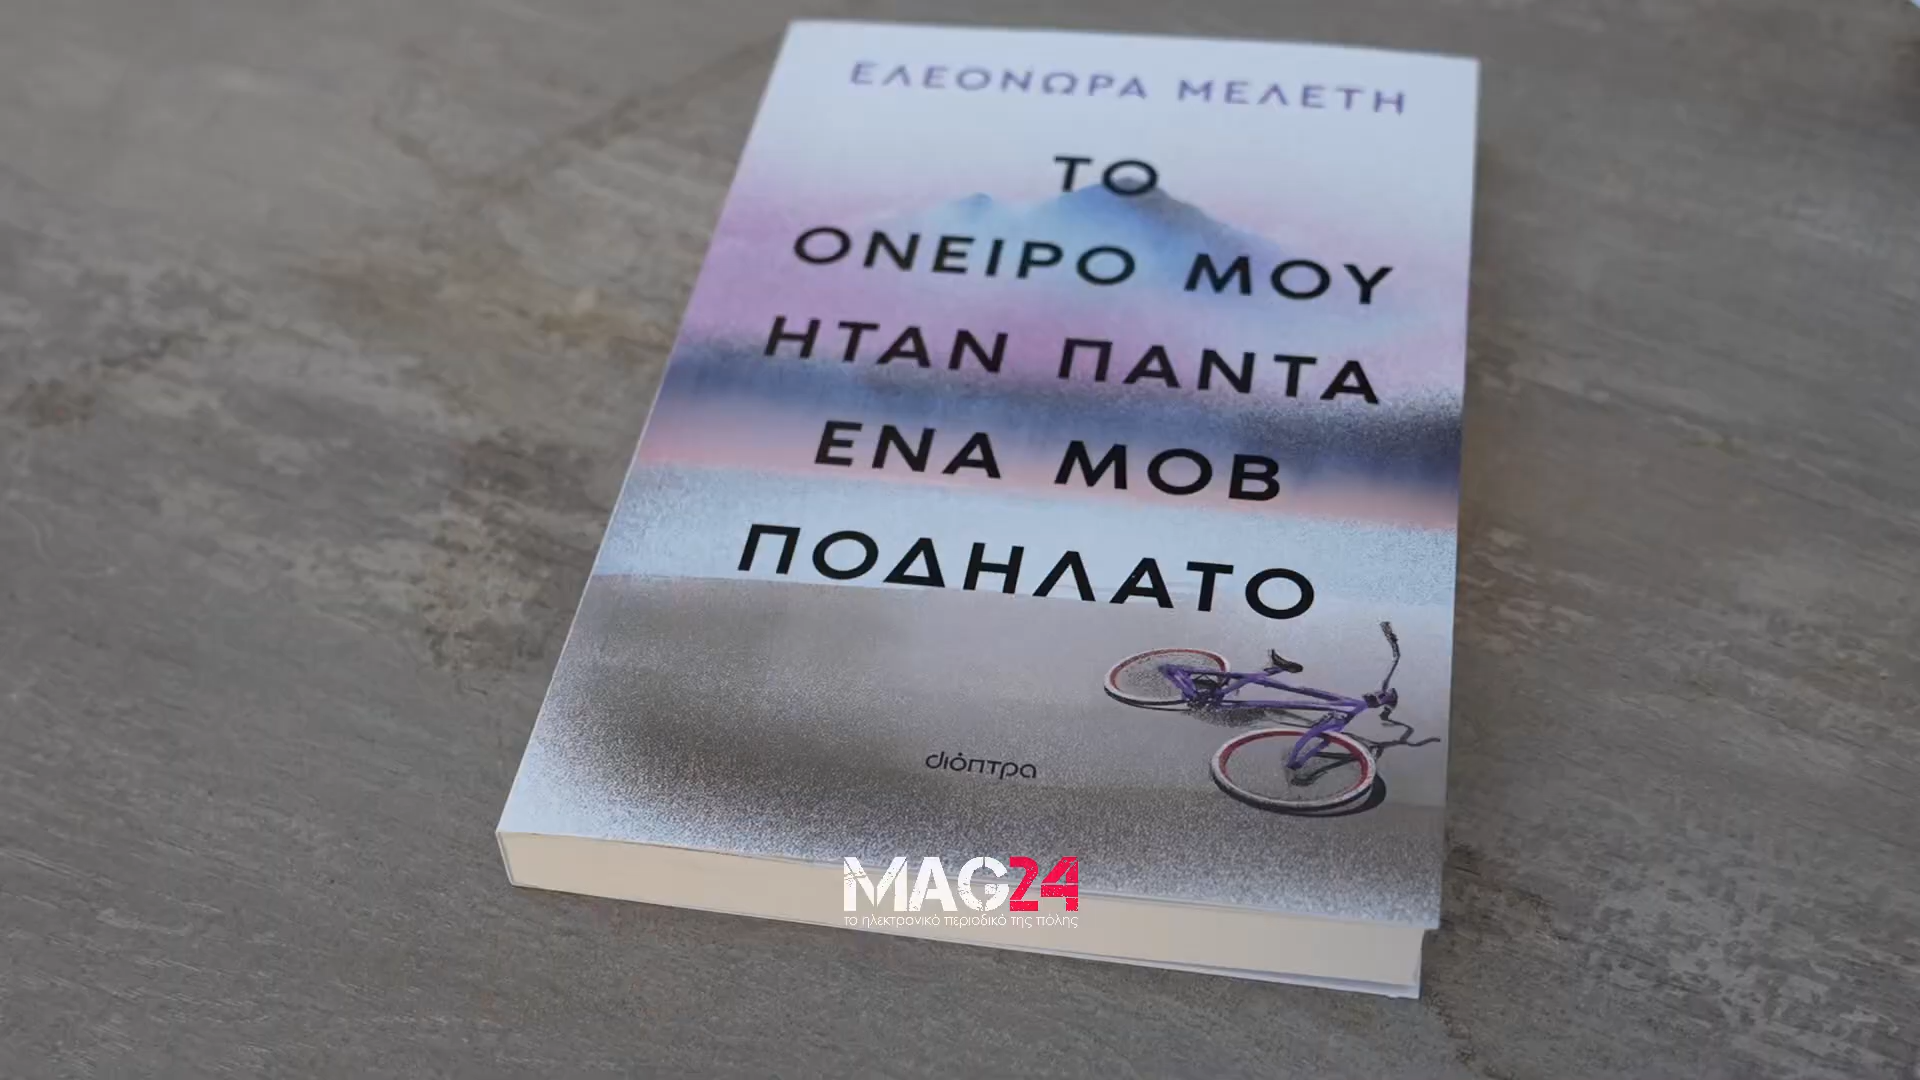 ΕΛΕΟΝΩΡΑ ΜΕΛΕΤΗ
ΤΟ
ΟΝΕΙΡΟ ΜΟΥ
ΗΤΑΝ ΠΑΝΤΑ
ΕΝΑ ΜΟΒ
ΠΟΔΗΛΑΤΟ
διόπτρα
MAG24
το ηλεκτρονικό περιοδικό της πόλης